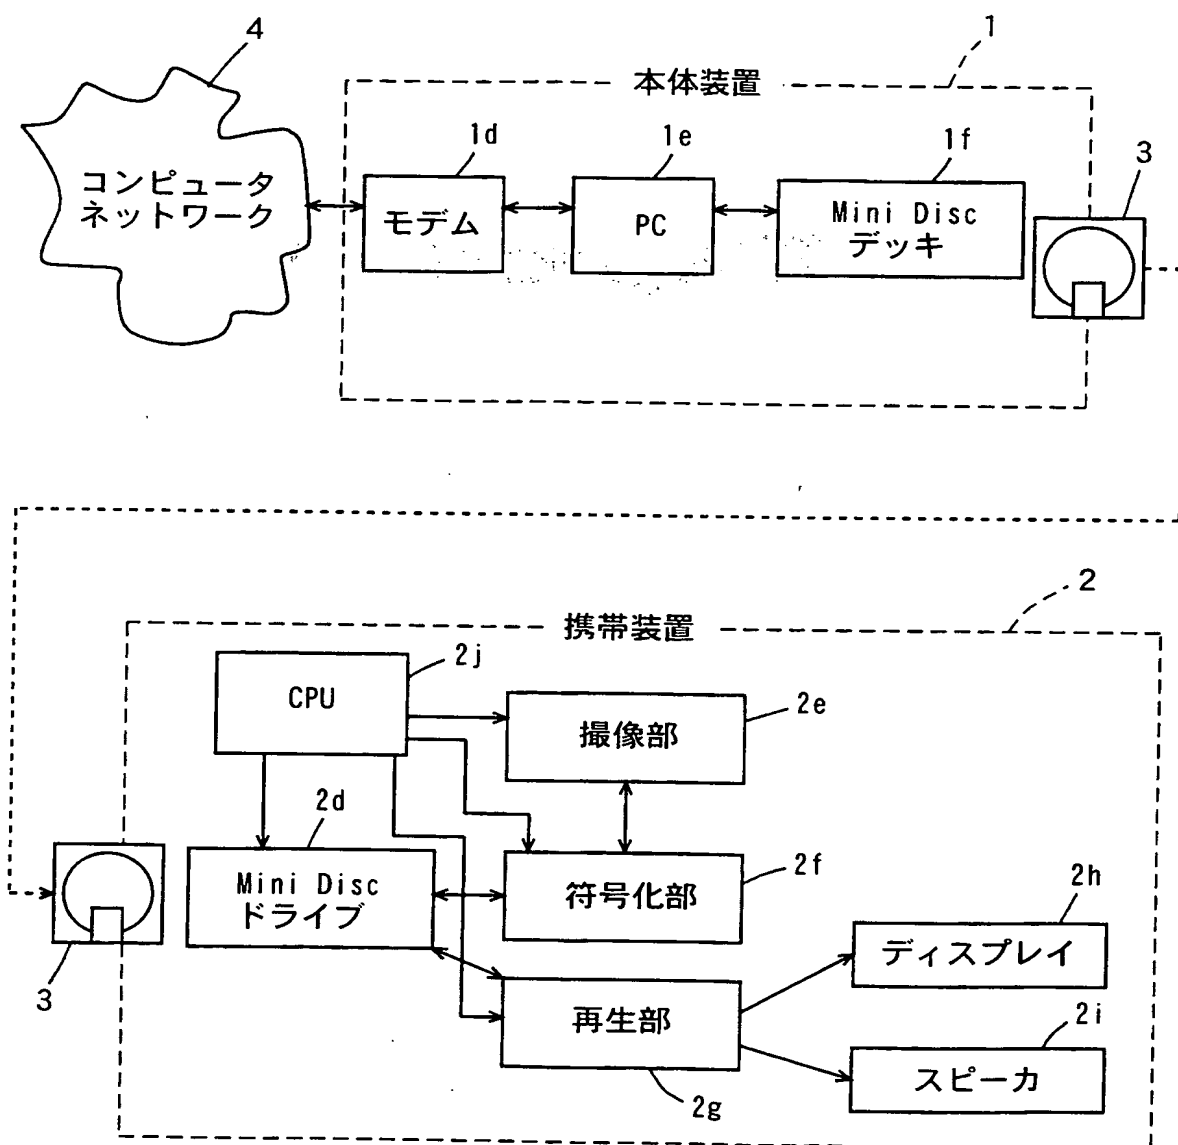 4
1
本体装置
1d
1e
1f
3
コンピュータ
ネットワーク
モデム
PC
Mini Disc
デッキ
2
携帯装置
2j
CPU
2e
撮像部
2d
Mini Disc
ドライブ
2f
符号化部
2h
ディスプレイ
3
再生部
2g
2i
スピーカ